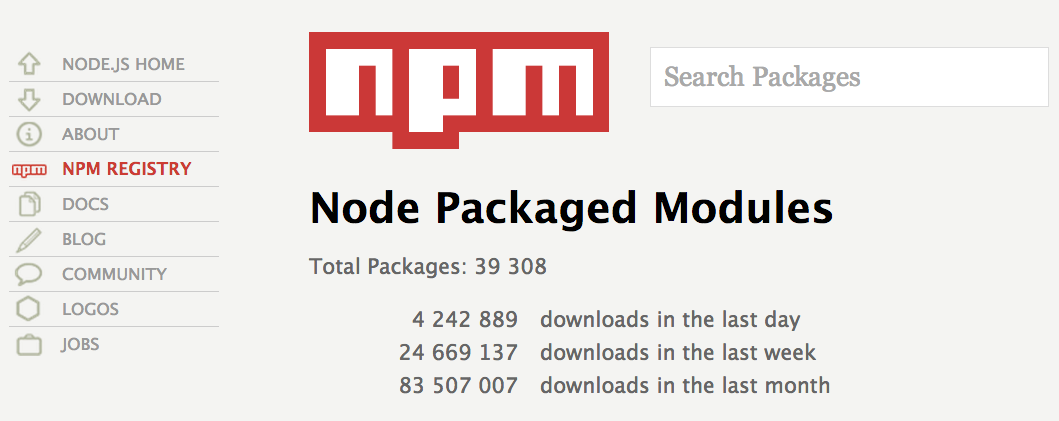 NODE.JS HOME
DOWNLOAD
ABOUT
npm NPM REGISTRY
DOCS
BLOG
COMMUNITY
LOGOS
JOBS
npm
Search Packages
Node Packaged Modules
Total Packages: 39 308
4 242 889 downloads in the last day
24 669 137 downloads in the last week
83 507 007 downloads in the last month